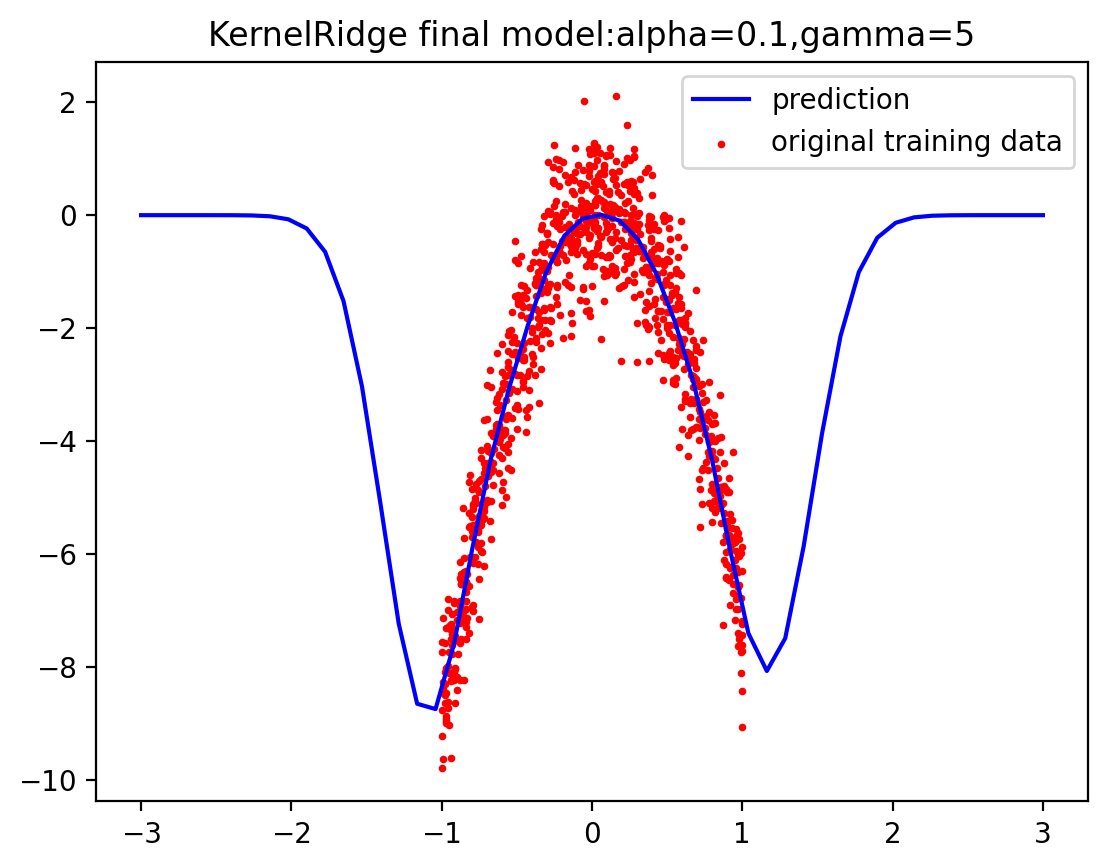 KernelRidge final model:alpha=0.1,gamma=5
prediction
original training data
2
0
−2
−4
−6
−8
−10
−3 −2 −1 0 1 2 3